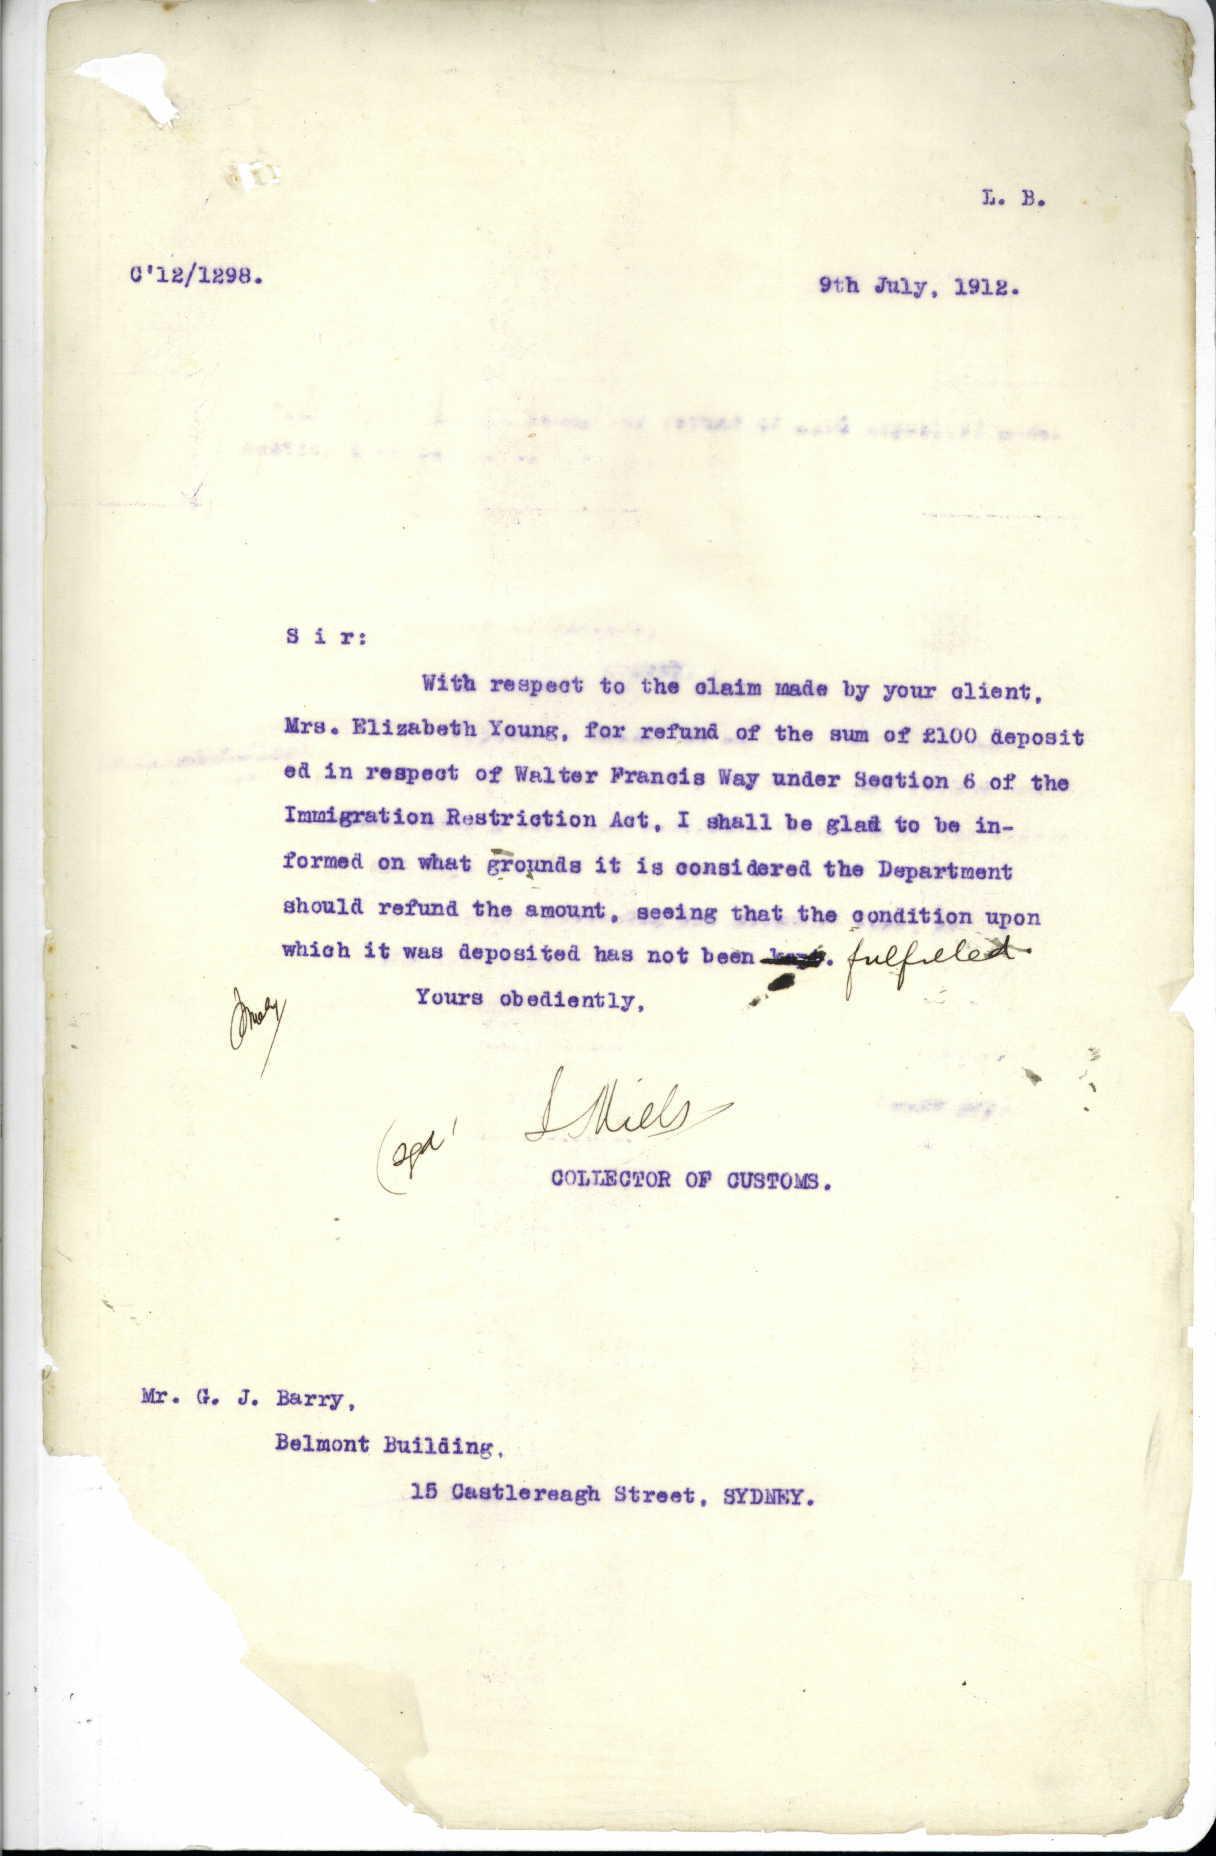 L. B.
C'12/1298.
9th July, 1912.
S i r:
With respect to the claim made by your client,
Mrs. Elizabeth Young, for refund of the sum of £100 deposit
ed in respect of Walter Francis Way under Section 6 of the
Immigration Restriction Act, I shall be glad to be in-
formed on what grounds it is considered the Department
should refund the amount, seeing that the condition upon
which it was deposited has not been kept. fulfilled.
Yours obediently,
(sgd)
COLLECTOR OF CUSTOMS.
Mr. G. J. Barry,
Belmont Building,
15 Castlereagh Street, SYDNEY.